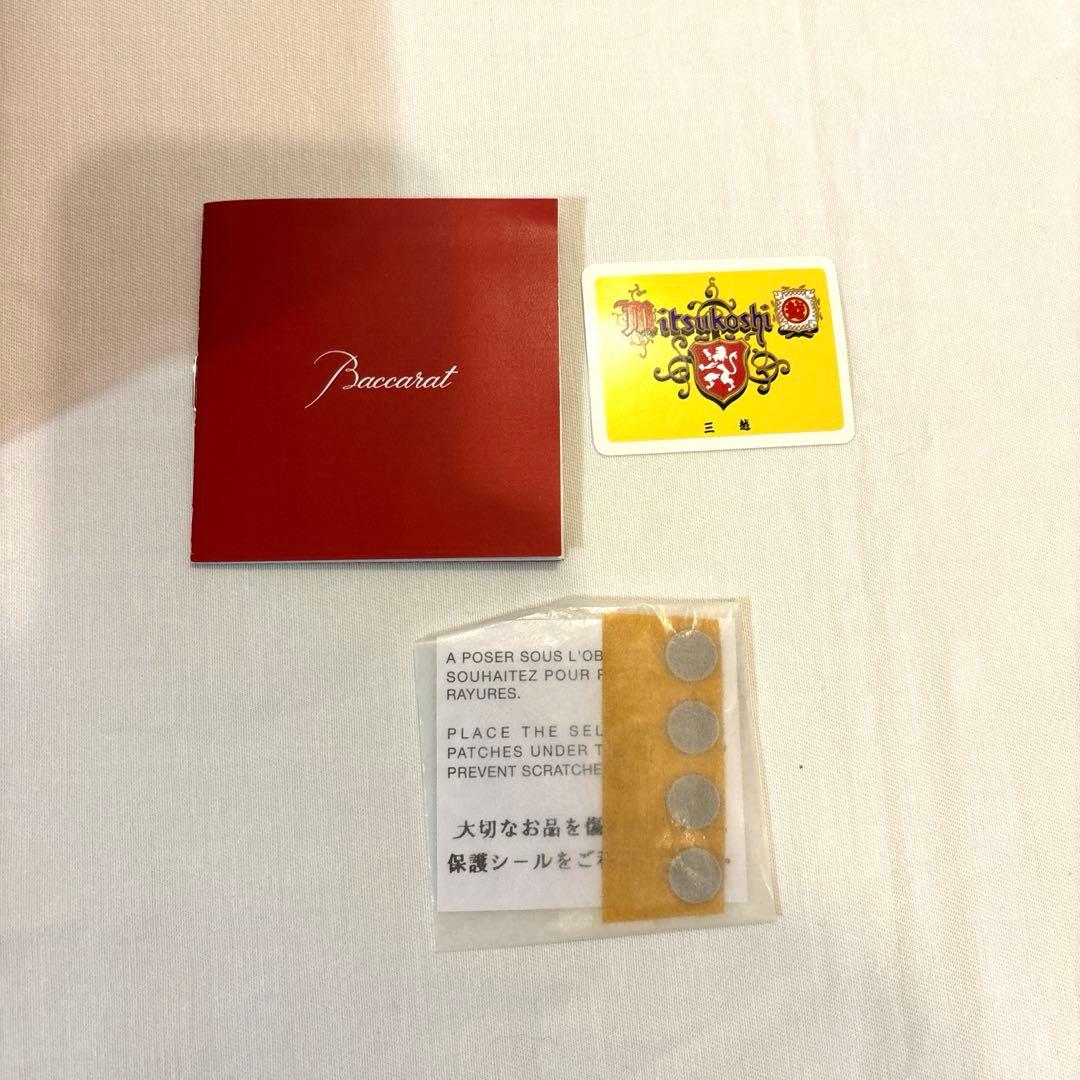 Baccarat
Mitsukoshi
三越
A POSER SOUS L'OB
SOUHAITEZ POUR
RAYURES.
PLACE THE SEL
PATCHES UNDER T
PREVENT SCRATCHE
大切なお品を傷
保護シールをご